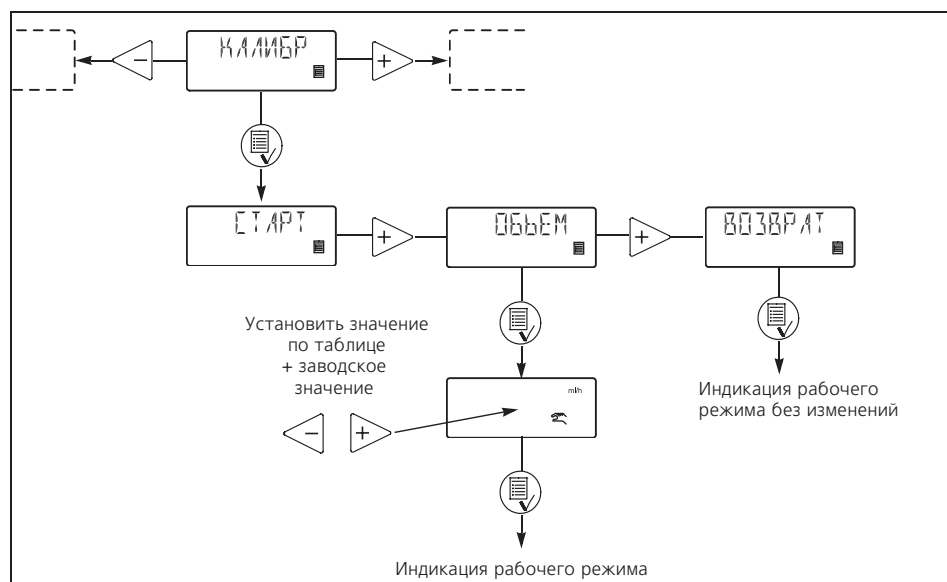 КАЛИБР
−
+
СТАРТ
+
ОБЬЕМ
+
ВОЗВРАТ
Установить значение
по таблице
+ заводское
значение
−
+
ml/h
Индикация рабочего
режима без изменений
Индикация рабочего режима